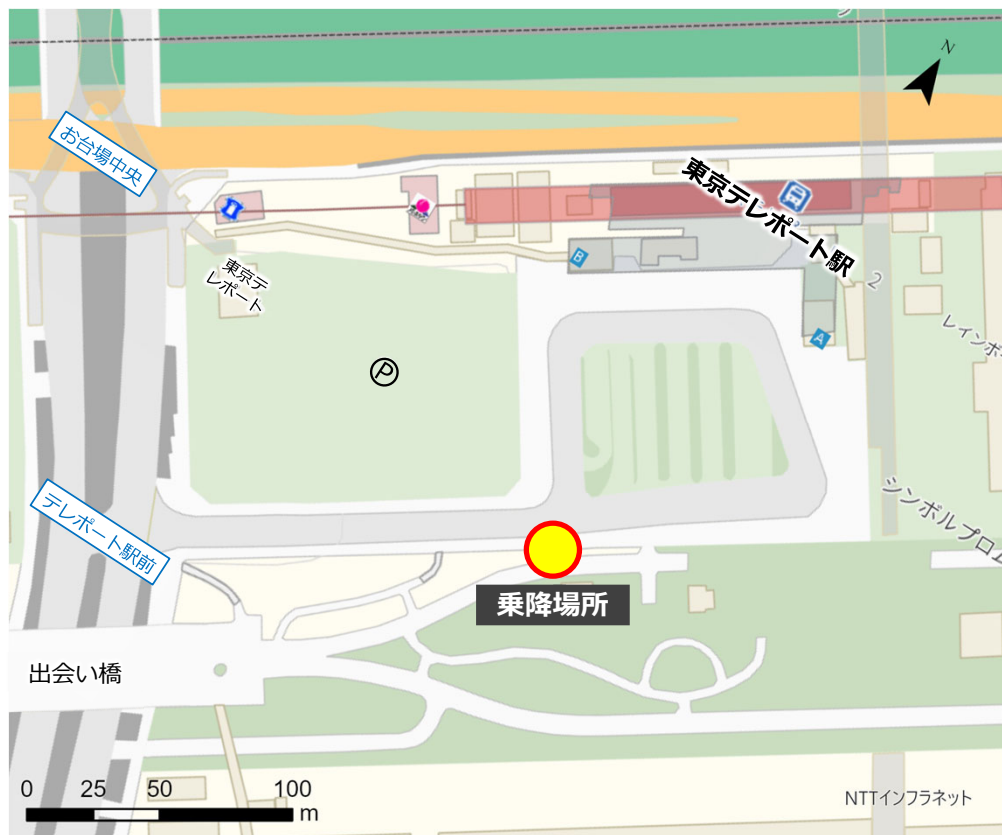 N
お台場中央
東京テレポート駅
東京テ
レポート
B
2
A
レインボ
P
シンボルプロム
テレポート駅前
乗降場所
出会い橋
0 25 50 100
m
NTTインフラネット